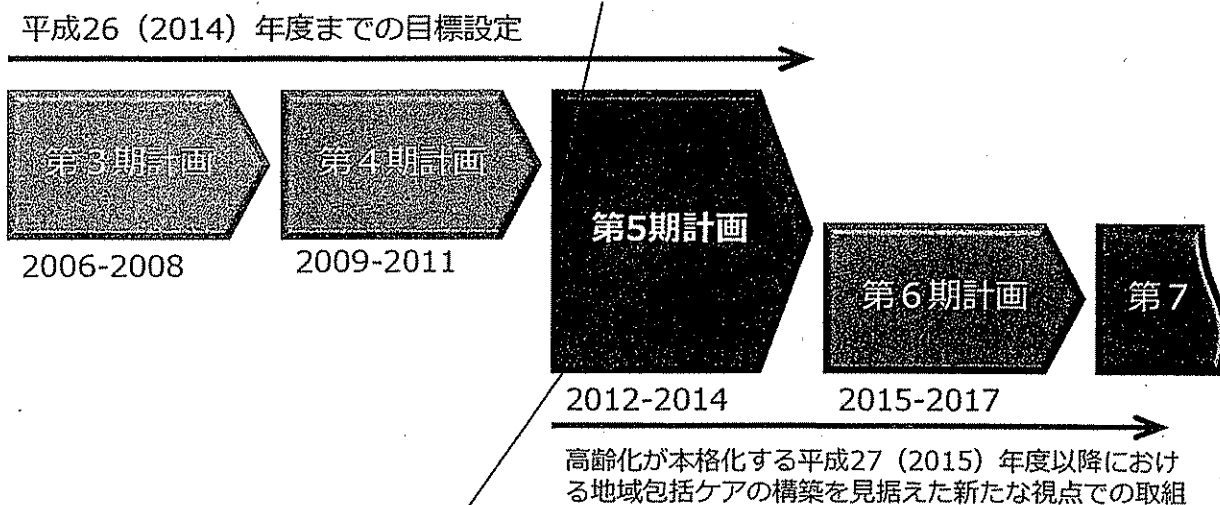 平成26（2014）年度までの目標設定
第３期計画
第４期計画
第5期計画
第６期計画
第７
2006-2008
2009-2011
2012-2014
2015-2017
高齢化が本格化する平成27（2015）年度以降におけ
る地域包括ケアの構築を見据えた新たな視点での取組